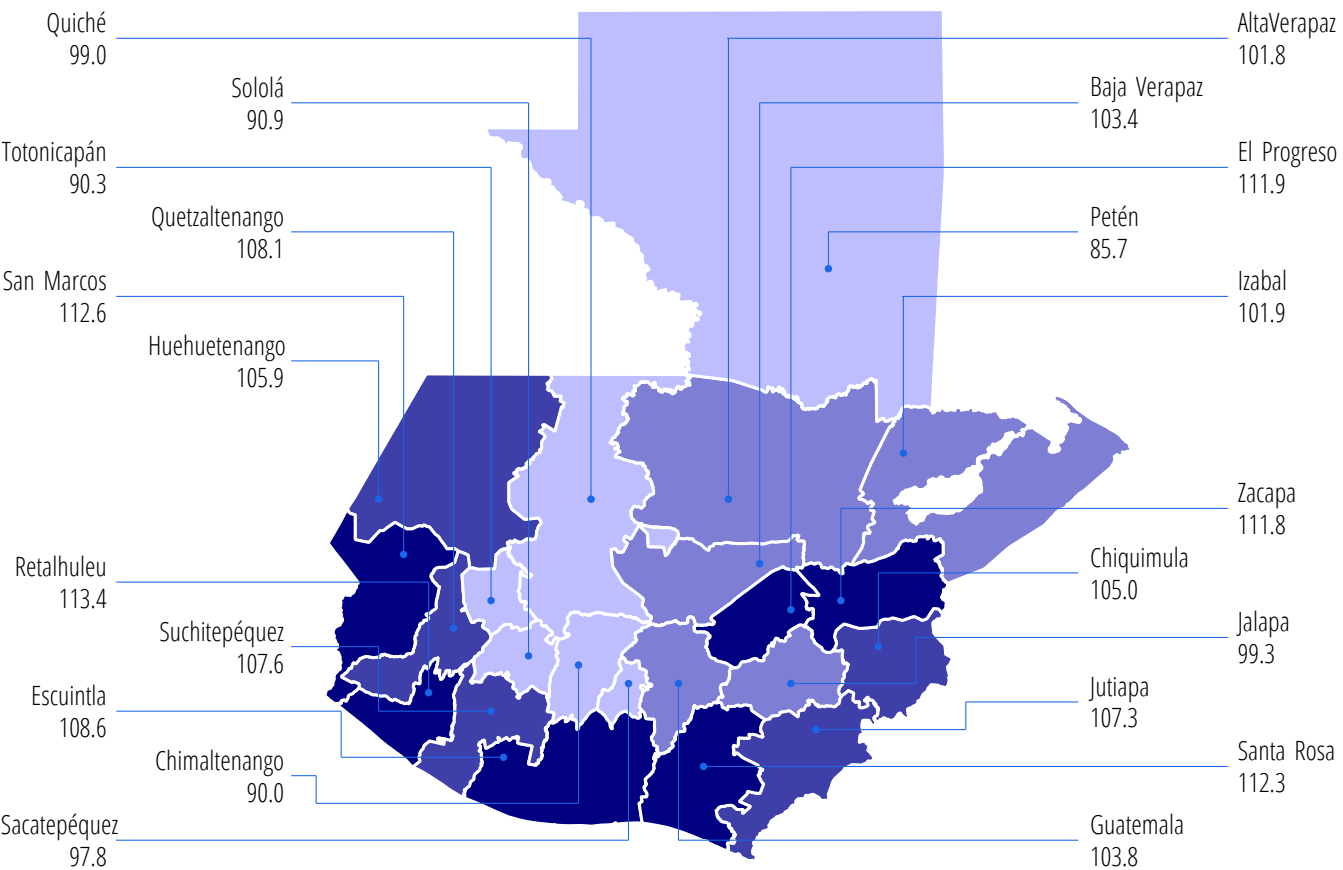 Quiché
99.0
Sololá
90.9
Totonicapán
90.3
Quetzaltenango
108.1
San Marcos
112.6
Huehuetenango
105.9
Retalhuleu
113.4
Suchitepéquez
107.6
Escuintla
108.6
Chimaltenango
90.0
Sacatepéquez
97.8
AltaVerapaz
101.8
Baja Verapaz
103.4
El Progreso
111.9
Petén
85.7
Izabal
101.9
Zacapa
111.8
Chiquimula
105.0
Jalapa
99.3
Jutiapa
107.3
Santa Rosa
112.3
Guatemala
103.8